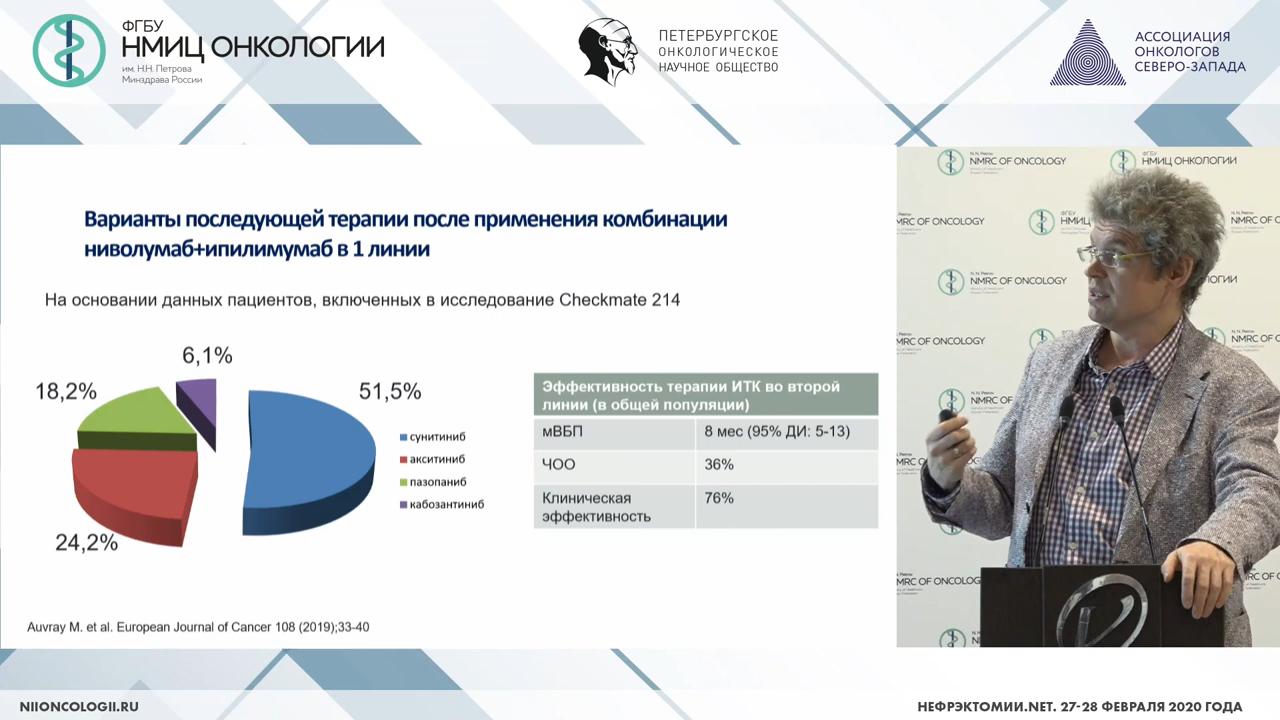 ФГБУ
НМИЦ ОНКОЛОГИИ
им. Н.Н. Петрова
Минздрава России
ПЕТЕРБУРГСКОЕ
ОНКОЛОГИЧЕСКОЕ
НАУЧНОЕ ОБЩЕСТВО
АССОЦИАЦИЯ
ОНКОЛОГОВ
СЕВЕРО-ЗАПАДА
Варианты последующей терапии после применения комбинации
ниволумаб+ипилимумаб в 1 линии
На основании данных пациентов, включенных в исследование Checkmate 214
6,1%
18,2%
51,5%
24,2%
сунитиниб
акситиниб
пазопаниб
кабозантиниб
Эффективность терапии ИТК во второй
линии (в общей популяции)
мВБП 8 мес (95% ДИ: 5-13)
ЧОО 36%
Клиническая 76%
эффективность
Auvray M. et al. European Journal of Cancer 108 (2019);33-40
NMRC OF ONCOLOGY
ФГБУ
НМИЦ ОНКОЛОГИИ
MRC OF ONCOLOGY
NIIONCOLOGII.RU
НЕФРЭКТОМИИ.NET. 27-28 ФЕВРАЛЯ 2020 ГОДА